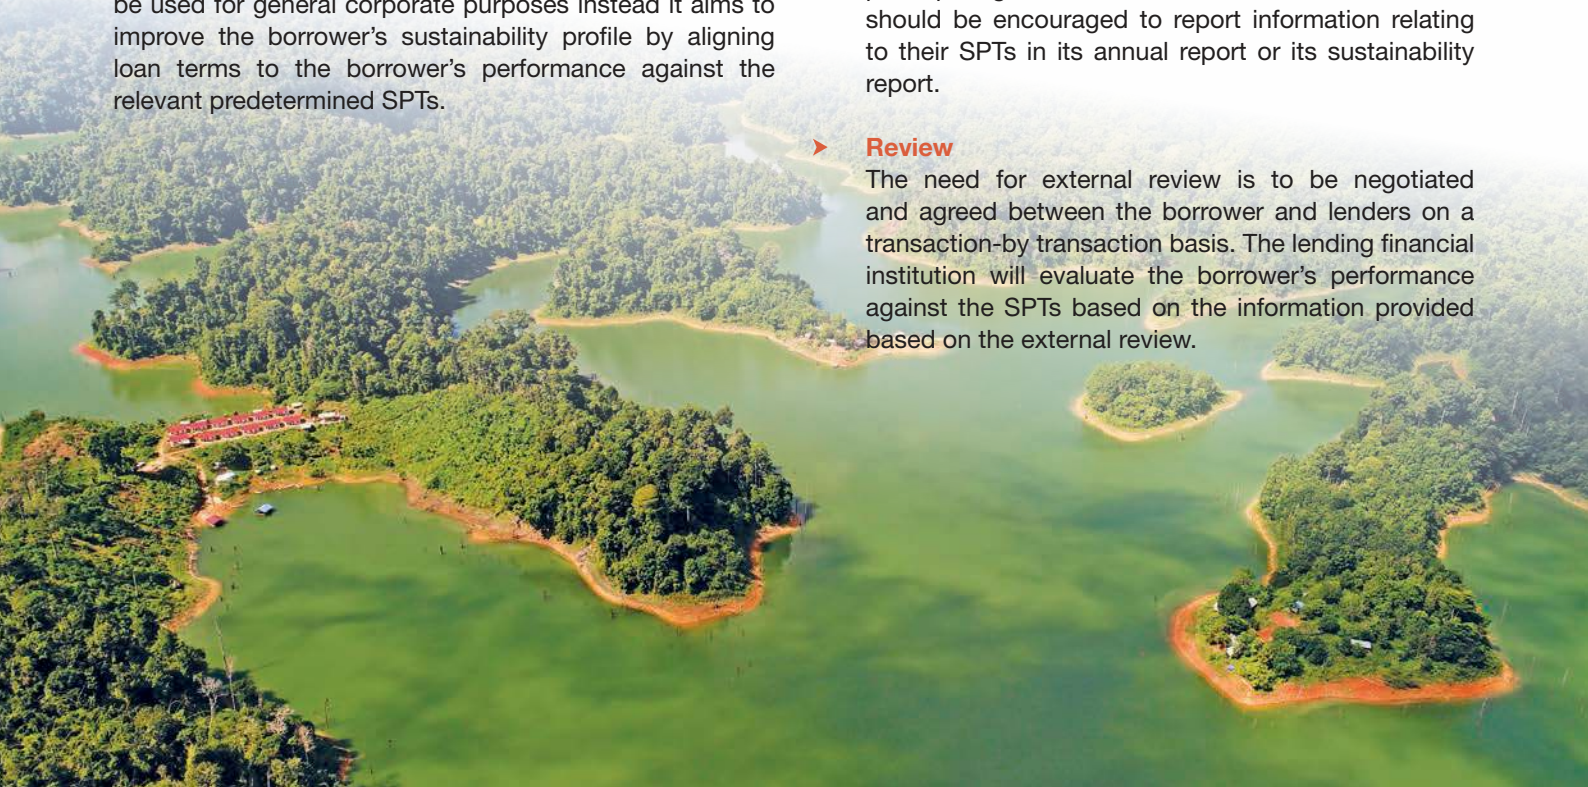 be used for general corporate purposes instead it aims to
improve the borrower's sustainability profile by aligning
loan terms to the borrower's performance against the
relevant predetermined SPTs.
should be encouraged to report information relating
to their SPTs in its annual report or its sustainability
report.
Review
The need for external review is to be negotiated
and agreed between the borrower and lenders on a
transaction-by transaction basis. The lending financial
institution will evaluate the borrower's performance
against the SPTs based on the information provided
based on the external review.